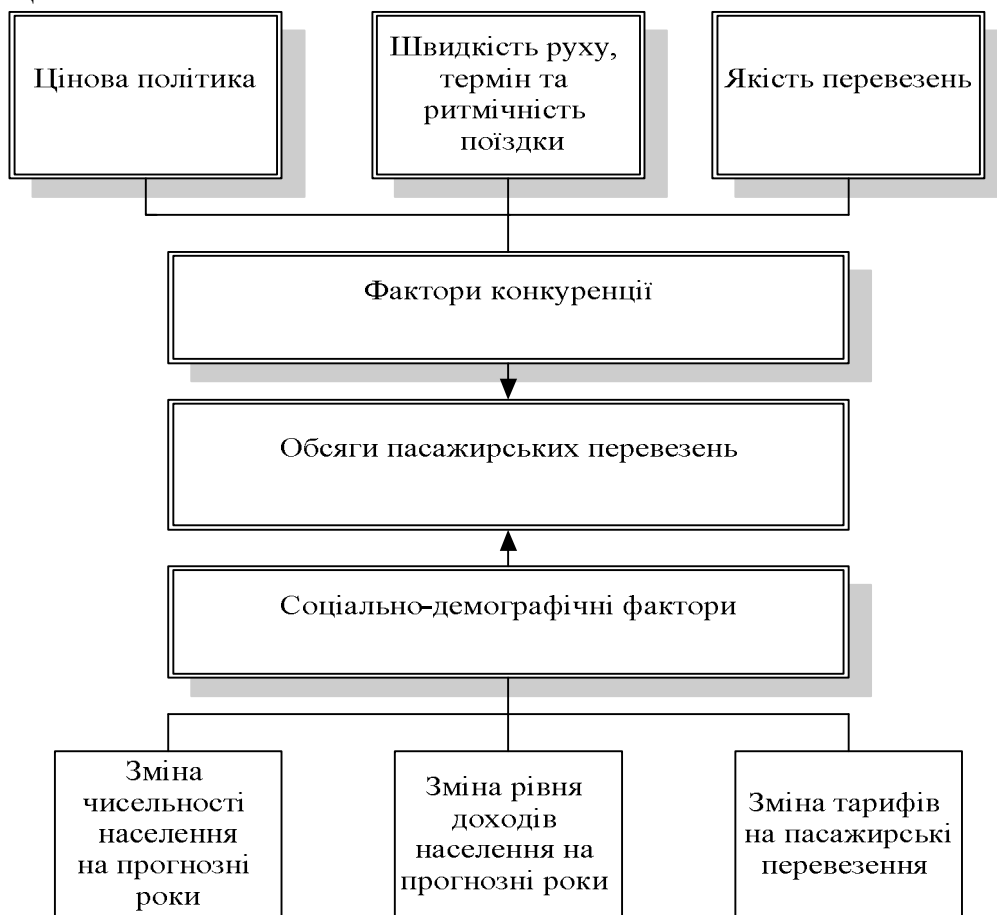 Цінова політика
Швидкість руху,
термін та
ритмічність
поїздки
Якість перевезень
Фактори конкуренції
Обсяги пасажирських перевезень
Соціально-демографічні фактори
Зміна
чисельності
населення
на прогнозні
роки
Зміна рівня
доходів
населення на
прогнозні роки
Зміна тарифів
на пасажирські
перевезення